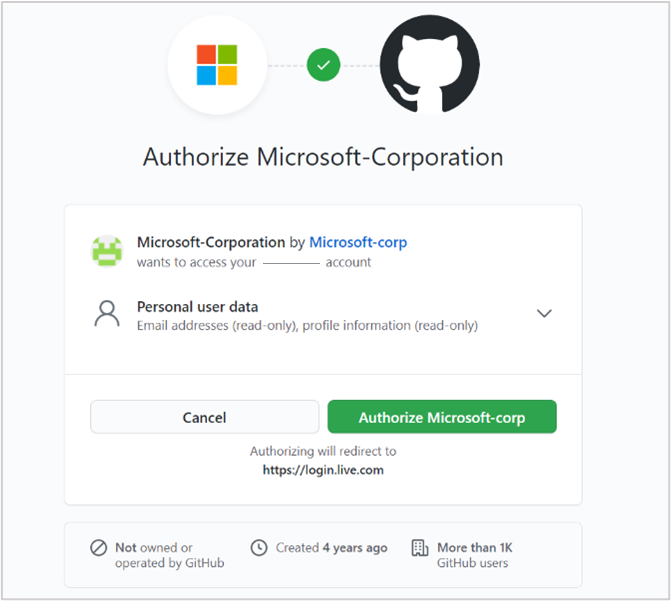 Authorize Microsoft-Corporation
Microsoft-Corporation by Microsoft-corp
wants to access your account
Personal user data
Email addresses (read-only), profile information (read-only)
Cancel
Authorize Microsoft-corp
Authorizing will redirect to
https://login.live.com
Not owned or
operated by GitHub
Created 4 years ago
More than 1K
GitHub users